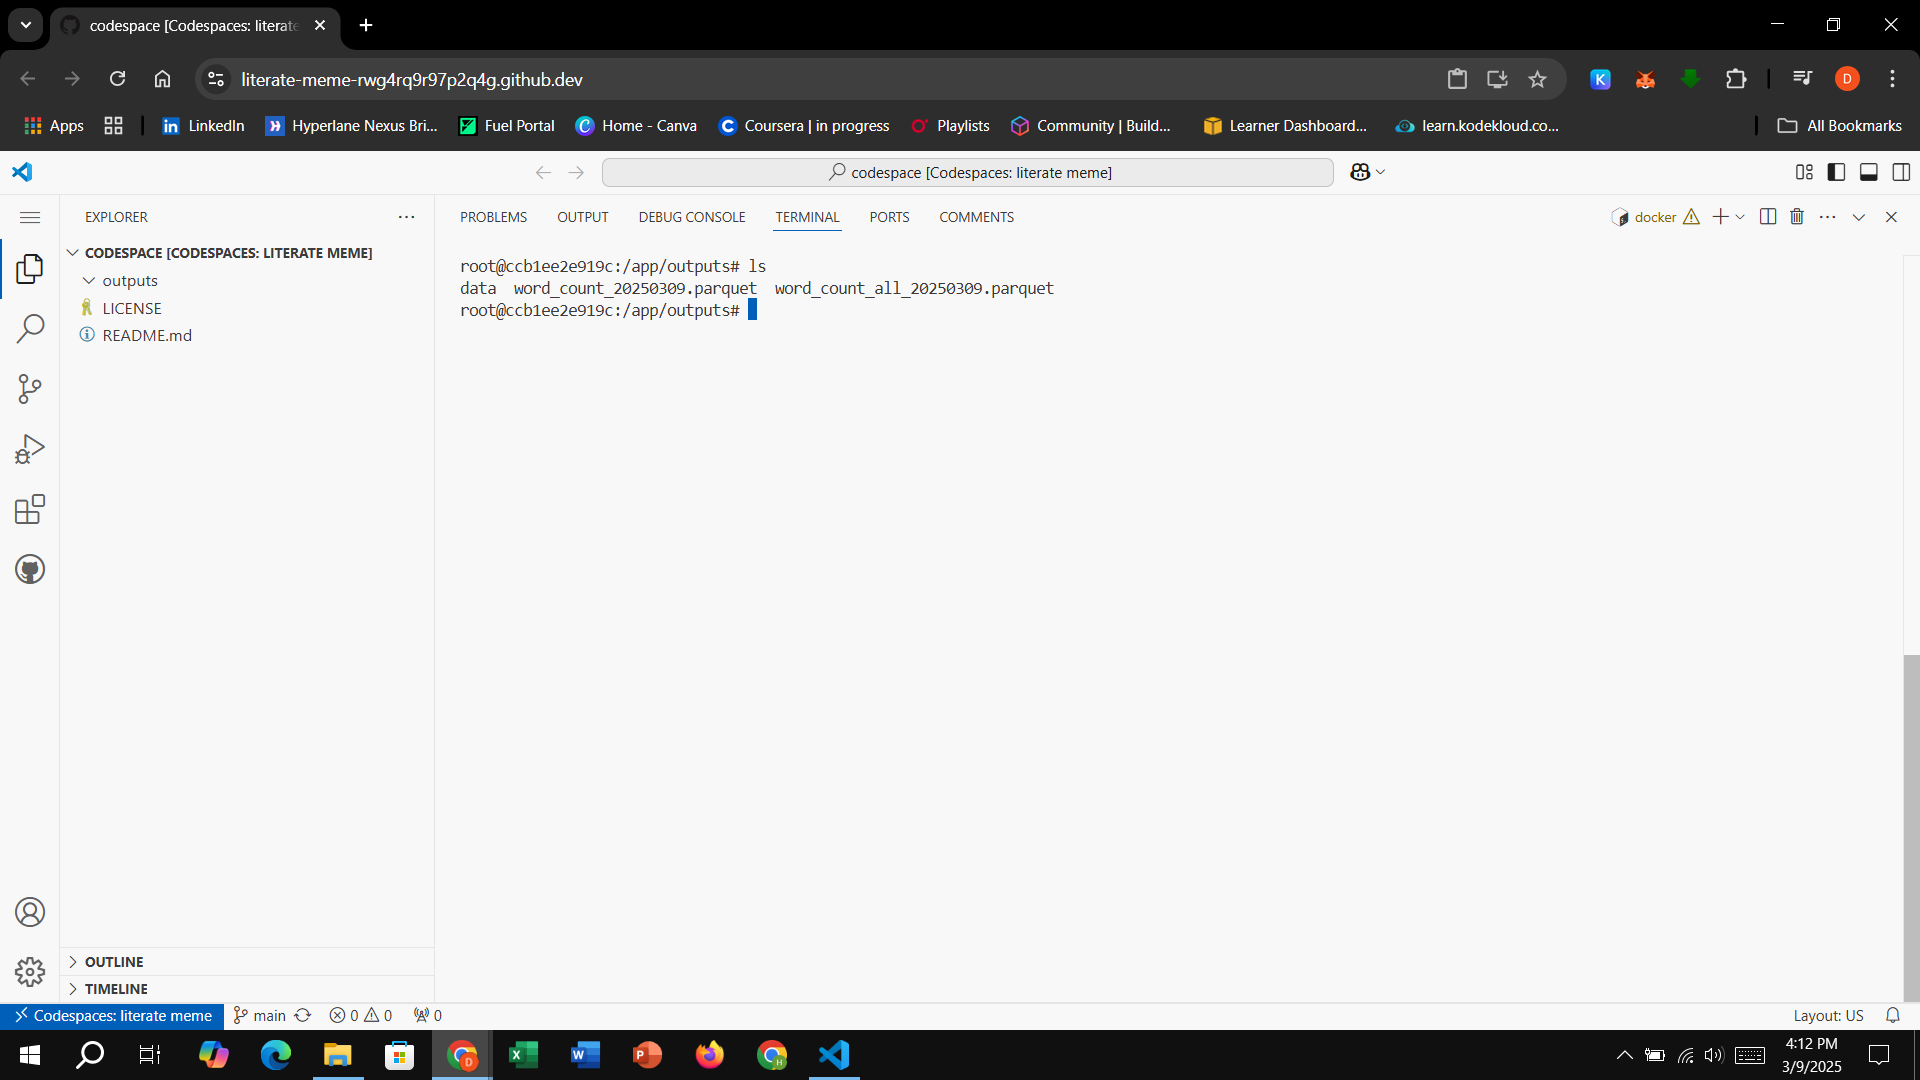 codespace [Codespaces: literate
literate-meme-rwg4rq9r97p2q4g.github.dev
K
D
Apps
LinkedIn
Hyperlane Nexus Bri...
Fuel Portal
Home - Canva
Coursera | in progress
Playlists
Community | Build...
Learner Dashboard...
learn.kodekloud.co...
All Bookmarks
codespace [Codespaces: literate meme]
EXPLORER
CODESPACE [CODESPACES: LITERATE MEME]
outputs
LICENSE
README.md
OUTLINE
TIMELINE
PROBLEMS
OUTPUT
DEBUG CONSOLE
TERMINAL
PORTS
COMMENTS
docker
root@ccb1ee2e919c:/app/outputs# ls
data  word_count_20250309.parquet  word_count_all_20250309.parquet
root@ccb1ee2e919c:/app/outputs#
Codespaces: literate meme
main
0
0
0
Layout: US
4:12 PM
3/9/2025